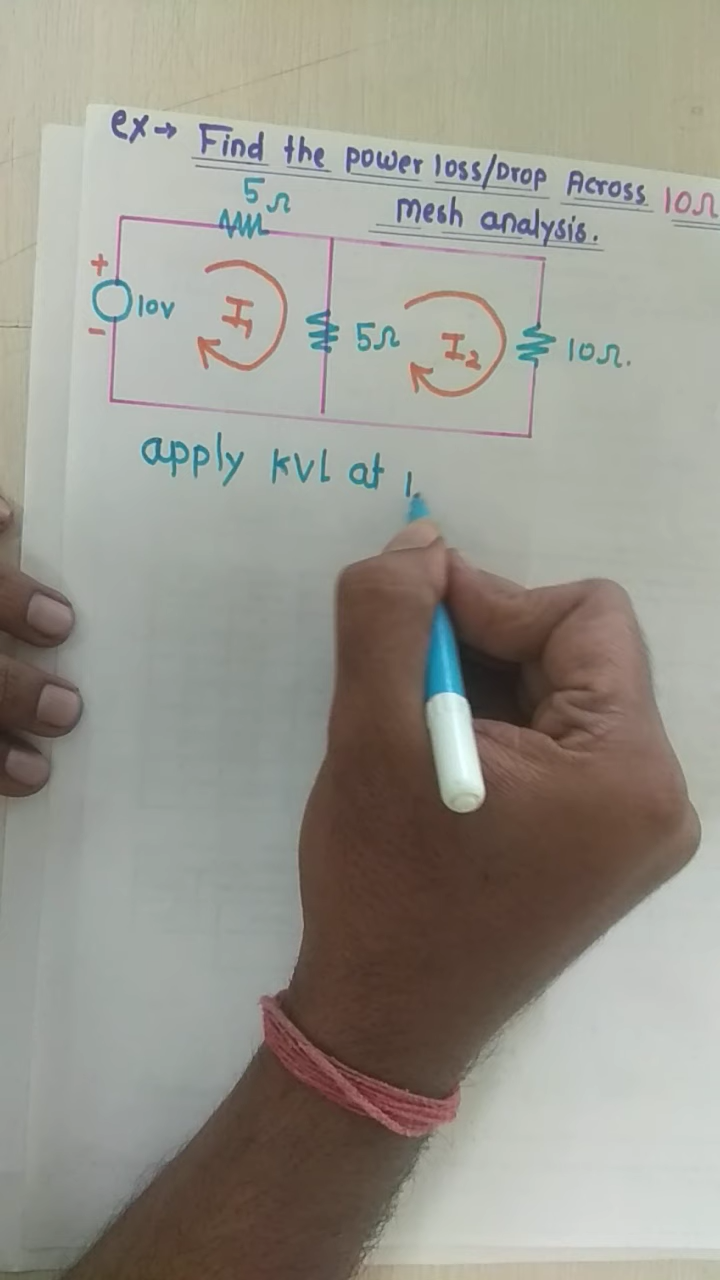 ex→ Find the power loss/Drop Across 10Ω
mesh analysis.
5Ω
+
10v
-
I1
5Ω
I2
10Ω.
apply kvl at 1